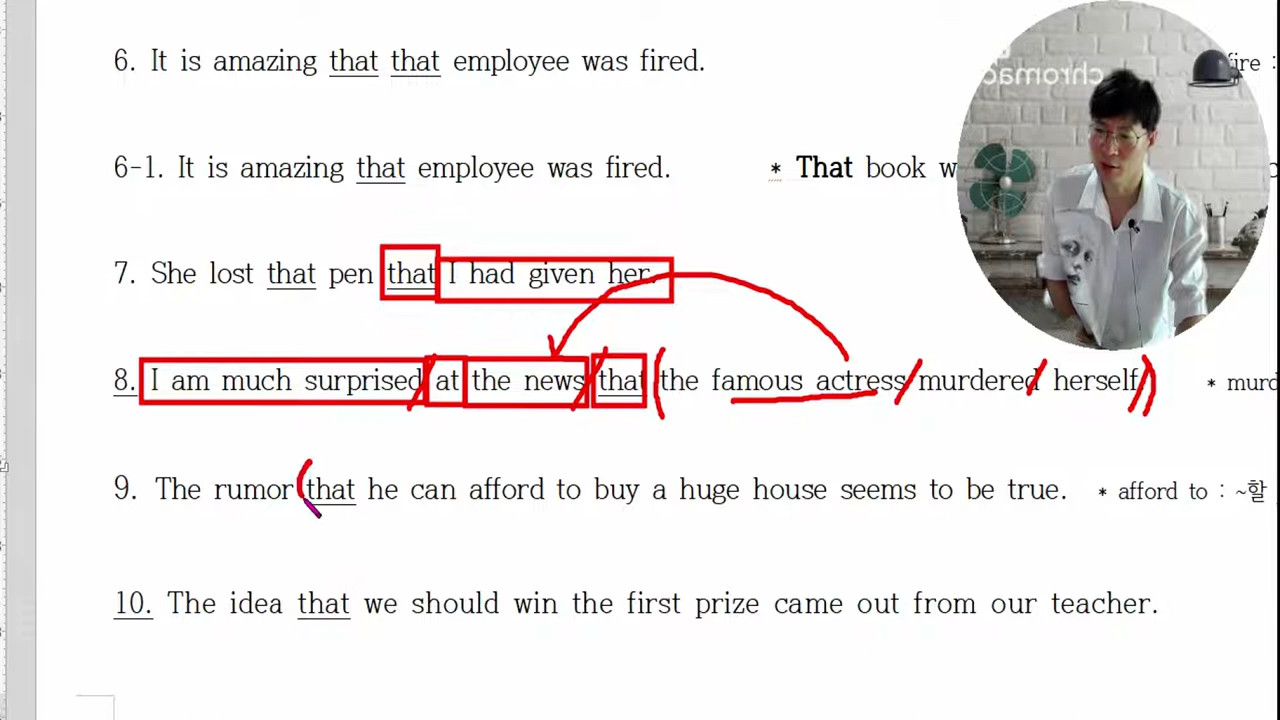 6. It is amazing that that employee was fired.
fire :
6-1. It is amazing that employee was fired. * That book
7. She lost that pen that I had given her.
8. I am much surprised at the news that the famous actress murdered herself. * murd
9. The rumor that he can afford to buy a huge house seems to be true. * afford to : ~할
10. The idea that we should win the first prize came out from our teacher.